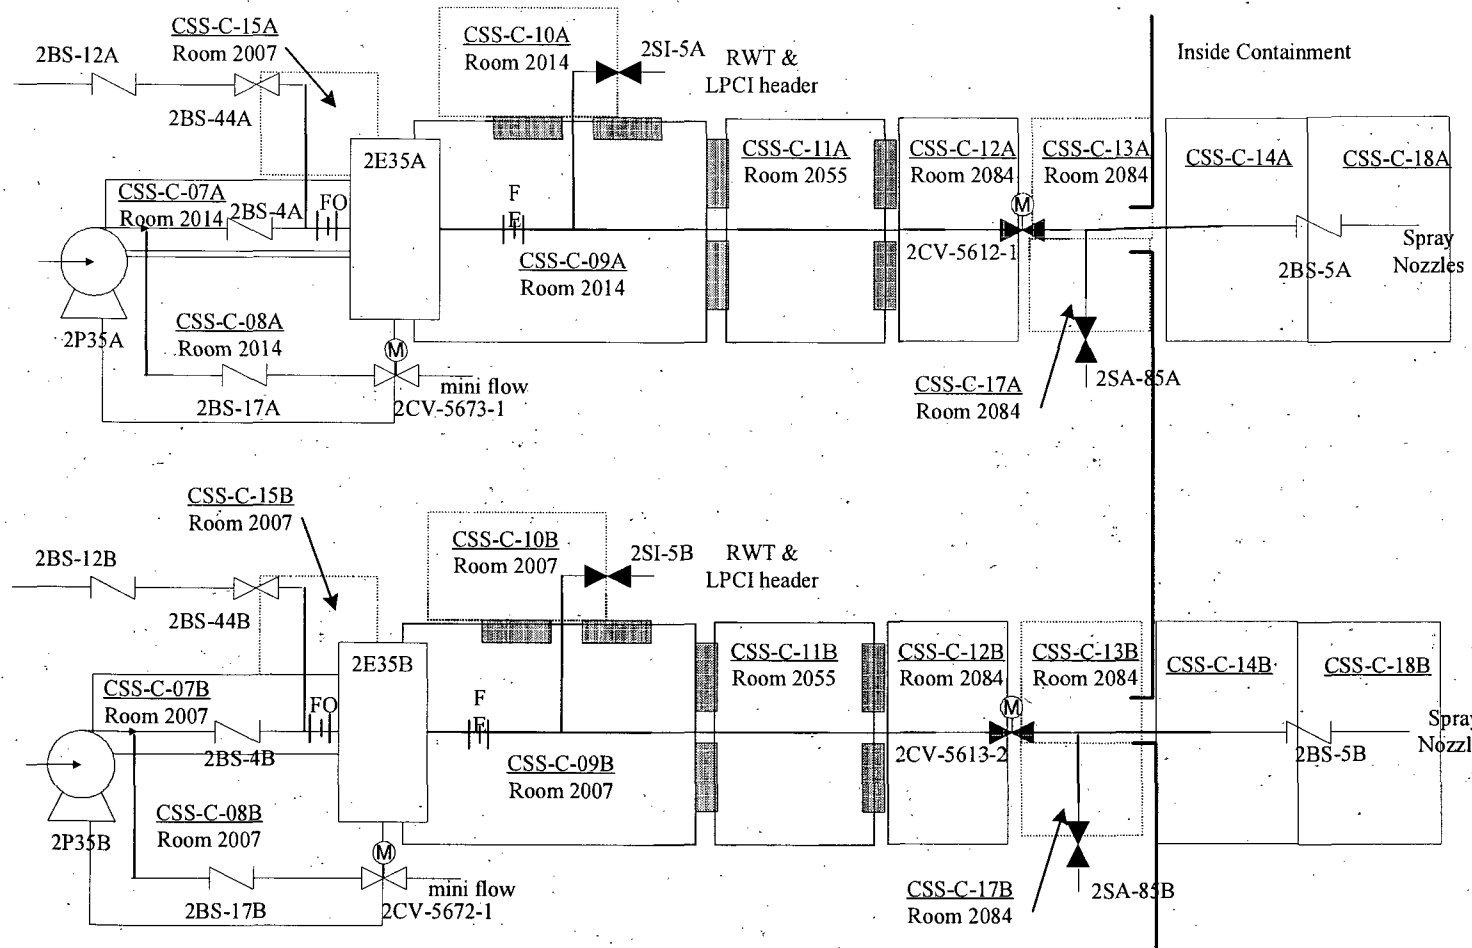 CSS-C-15A
Room 2007
2BS-12A
2BS-44A
CSS-C-10A
Room 2014
2SI-5A
RWT &
LPCI header
Inside Containment
2E35A
CSS-C-07A
Room 2014
2BS-4A
FO
F
E
CSS-C-09A
Room 2014
CSS-C-11A
Room 2055
CSS-C-12A
Room 2084
CSS-C-13A
Room 2084
CSS-C-14A
CSS-C-18A
M
2CV-5612-1
2BS-5A
Spray
Nozzles
2P35A
CSS-C-08A
Room 2014
M
mini flow
2BS-17A
2CV-5673-1
CSS-C-17A
Room 2084
2SA-85A
CSS-C-15B
Room 2007
2BS-12B
2BS-44B
CSS-C-10B
Room 2007
2SI-5B
RWT &
LPCI header
2E35B
CSS-C-07B
Room 2007
2BS-4B
FO
F
E
CSS-C-09B
Room 2007
CSS-C-11B
Room 2055
CSS-C-12B
Room 2084
CSS-C-13B
Room 2084
CSS-C-14B
CSS-C-18B
M
2CV-5613-2
2BS-5B
Spray
Nozzl
2P35B
CSS-C-08B
Room 2007
M
mini flow
2BS-17B
2CV-5672-1
CSS-C-17B
Room 2084
2SA-85B